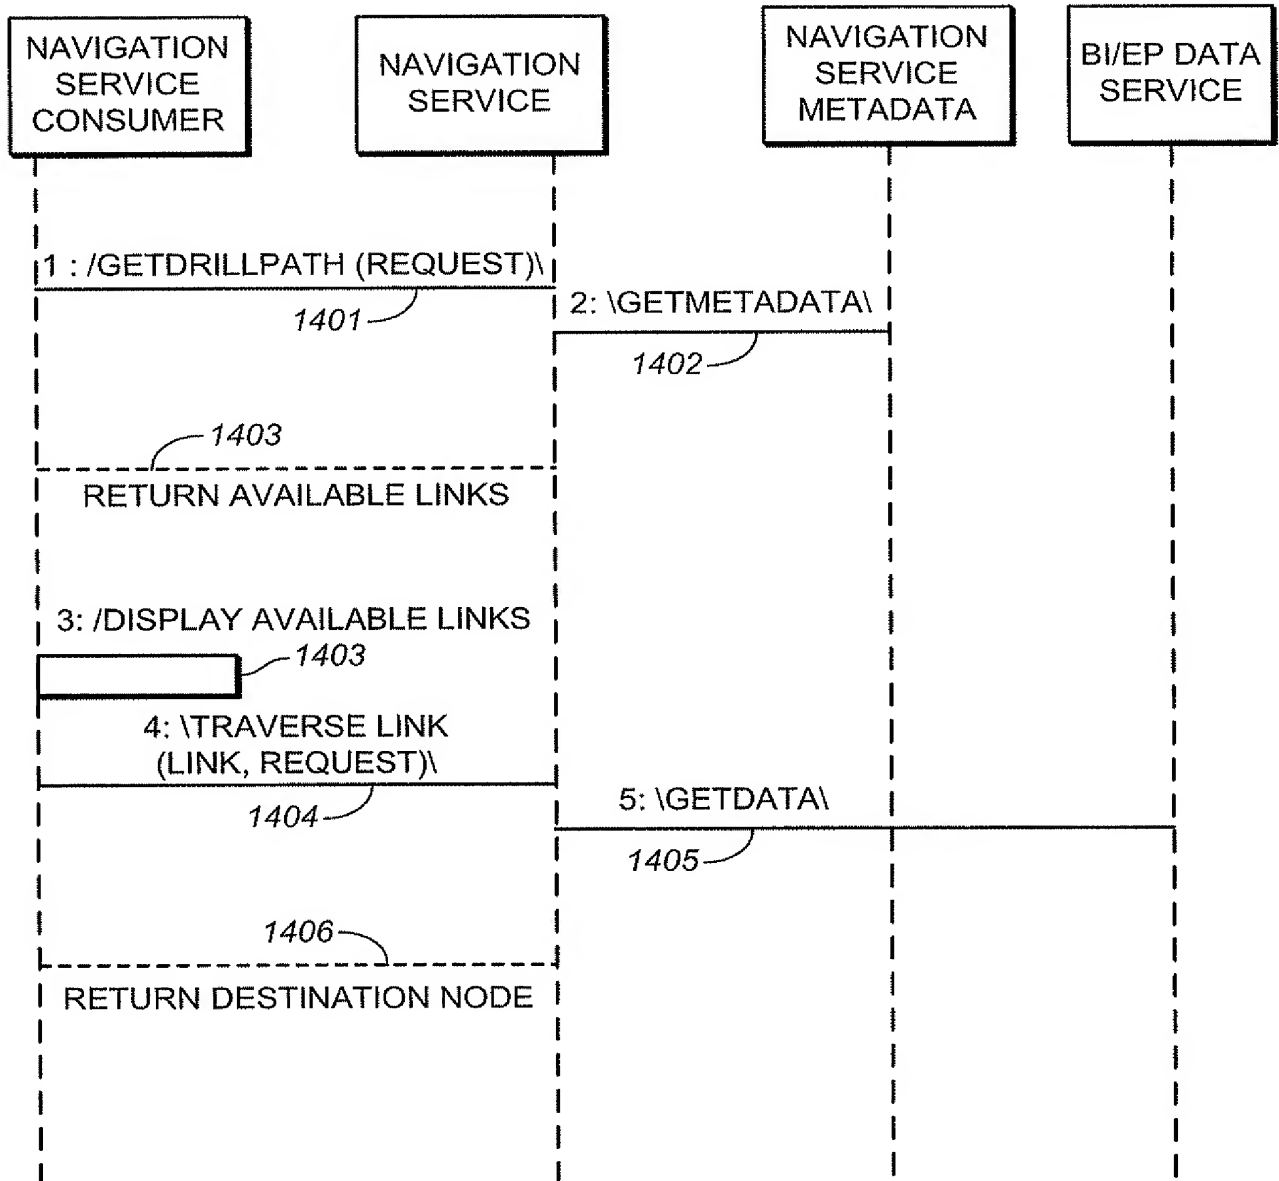 NAVIGATION
SERVICE
CONSUMER
NAVIGATION
SERVICE
NAVIGATION
SERVICE
METADATA
BI/EP DATA
SERVICE
1 : /GETDRILLPATH (REQUEST)\
1401
2: \GETMETADATA\
1402
1403
RETURN AVAILABLE LINKS
3: /DISPLAY AVAILABLE LINKS
1403
4: \TRAVERSE LINK
(LINK, REQUEST)\
1404
5: \GETDATA\
1405
1406
RETURN DESTINATION NODE